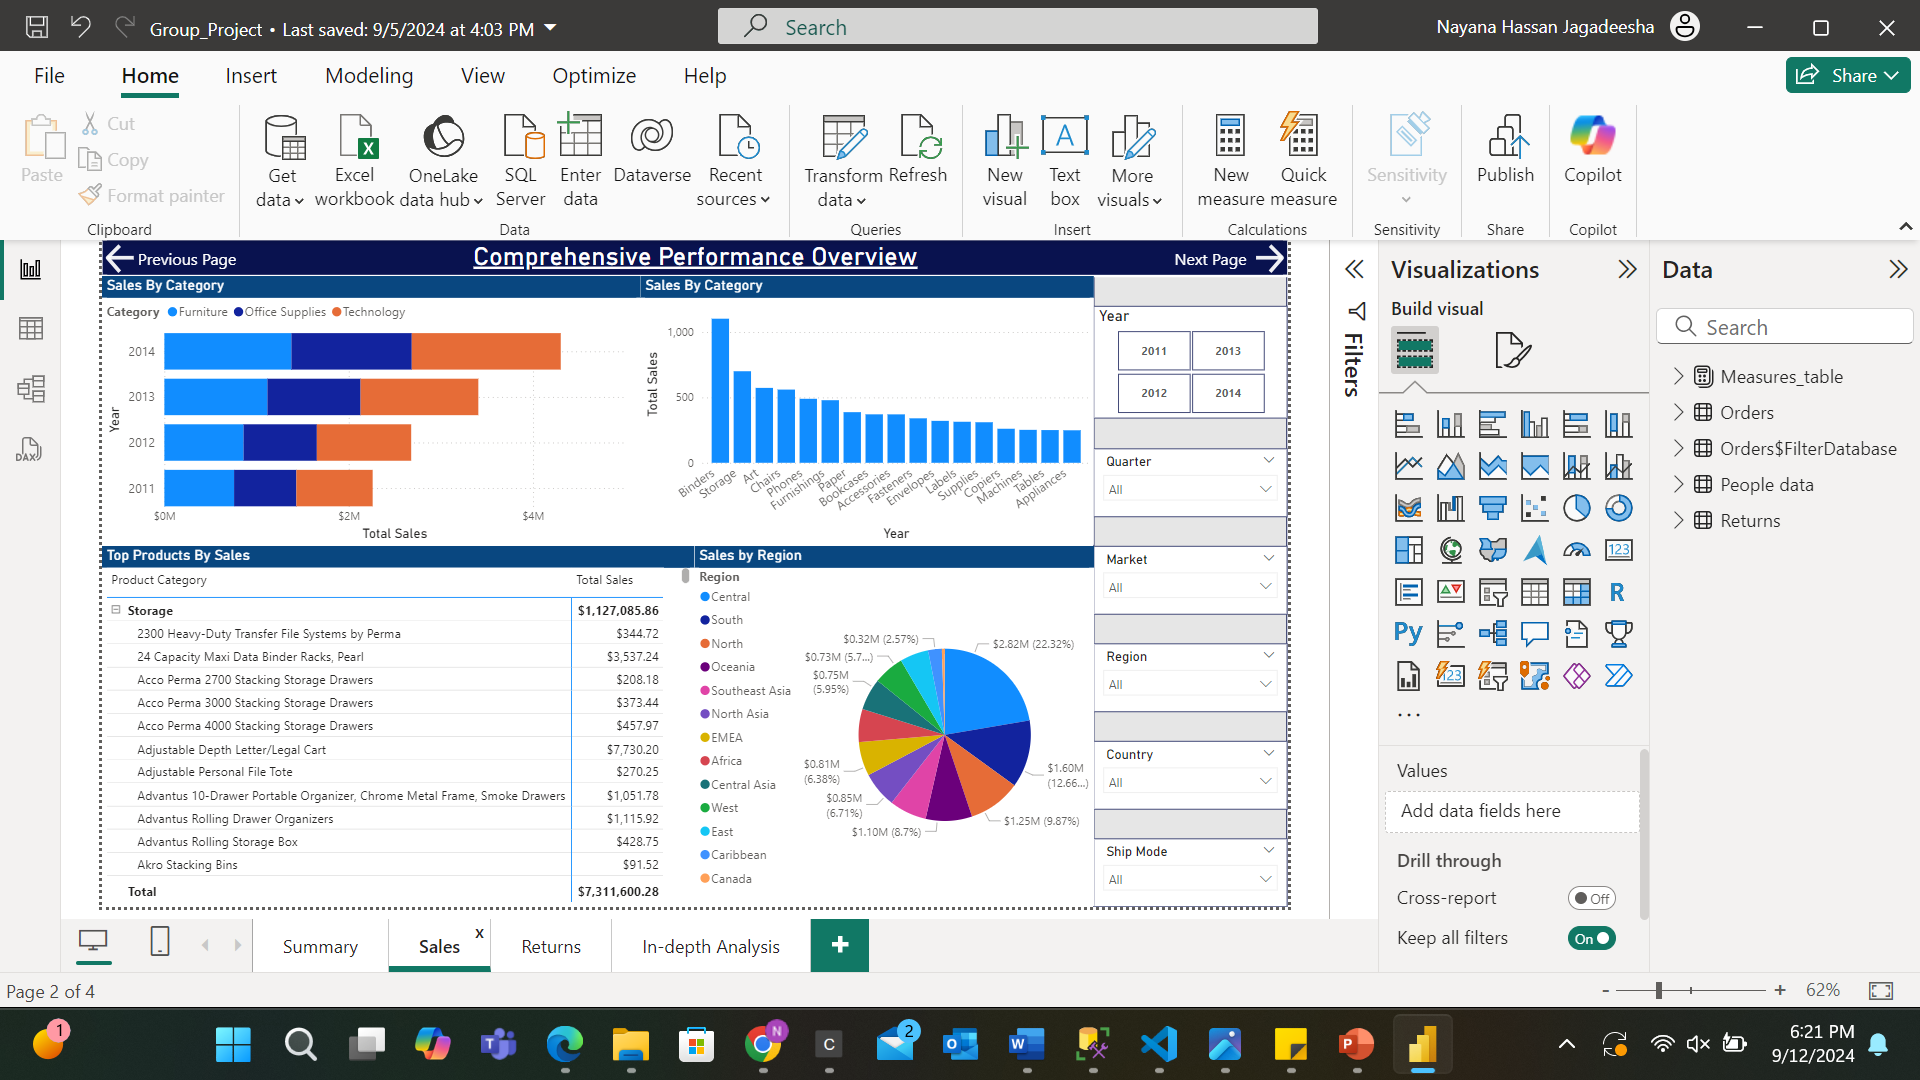 Group_Project • Last saved: 9/5/2024 at 4:03 PM
Search
Nayana Hassan Jagadeesha
File Home Insert Modeling View Optimize Help
Share
Paste
Cut
Copy
Format painter
Clipboard
Get data
Excel workbook
OneLake data hub
SQL Server
Enter data
Dataverse
Recent sources
Data
Transform data
Refresh
Queries
New visual
Text box
More visuals
Insert
New measure
Quick measure
Calculations
Sensitivity
Sensitivity
Publish
Share
Copilot
Copilot
Previous Page
Comprehensive Performance Overview
Next Page
Sales By Category
Category Furniture Office Supplies Technology
Year
2014
2013
2012
2011
$0M $2M $4M
Total Sales
Sales By Category
Total Sales
1,000
500
0
Binders Storage Art Chairs Phones Furnishings Paper Bookcases Accessories Fasteners Envelopes Labels Supplies Copiers Machines Tables Appliances
Year
Top Products By Sales
Product Category Total Sales
Storage $1,127,085.86
2300 Heavy-Duty Transfer File Systems by Perma $344.72
24 Capacity Maxi Data Binder Racks, Pearl $3,537.24
Acco Perma 2700 Stacking Storage Drawers $208.18
Acco Perma 3000 Stacking Storage Drawers $373.44
Acco Perma 4000 Stacking Storage Drawers $457.97
Adjustable Depth Letter/Legal Cart $7,730.20
Adjustable Personal File Tote $270.25
Advantus 10-Drawer Portable Organizer, Chrome Metal Frame, Smoke Drawers $1,051.78
Advantus Rolling Drawer Organizers $1,115.92
Advantus Rolling Storage Box $428.75
Akro Stacking Bins $91.52
Total $7,311,600.28
Sales by Region
Region
Central
South
North
Oceania
Southeast Asia
North Asia
EMEA
Africa
Central Asia
West
East
Caribbean
Canada
$0.32M (2.57%)
$2.82M (22.32%)
$0.73M (5.7...)
$0.75M
(5.95%)
$0.81M
(6.38%)
$1.60M
(12.66...)
$0.85M
(6.71%)
$1.25M (9.87%)
$1.10M (8.7%)
Year
2011 2013
2012 2014
Quarter
All
Market
All
Region
All
Country
All
Ship Mode
All
Filters
Visualizations
Build visual
123
R
Py
123
...
Values
Add data fields here
Drill through
Cross-report Off
Keep all filters On
Data
Search
Measures_table
Orders
Orders$FilterDatabase
People data
Returns
DAX
Summary
Sales x
Returns
In-depth Analysis
+
Page 2 of 4
- + 62%
1
N
C
2
6:21 PM
9/12/2024